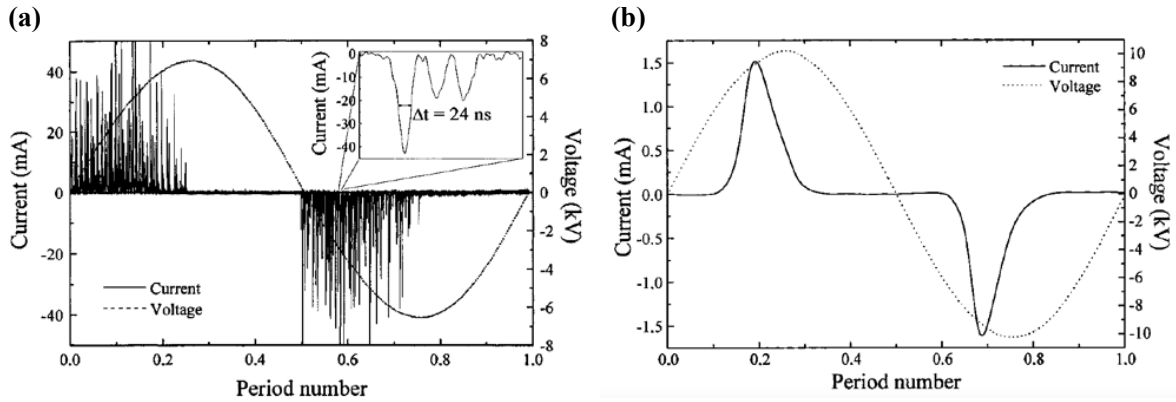 (a)
Current (mA)
40
20
0
-20
-40
0.0 0.2 0.4 0.6 0.8 1.0
Period number
8
6
4
2
0
-2
-4
-6
-8
Voltage (kV)
Current
Voltage
Current (mA)
0
-10
-20
-30
-40
Δt = 24 ns
(b)
Current (mA)
1.5
1.0
0.5
0.0
-0.5
-1.0
-1.5
0.0 0.2 0.4 0.6 0.8 1.0
Period number
10
8
6
4
2
0
-2
-4
-6
-8
-10
Voltage (kV)
Current
Voltage